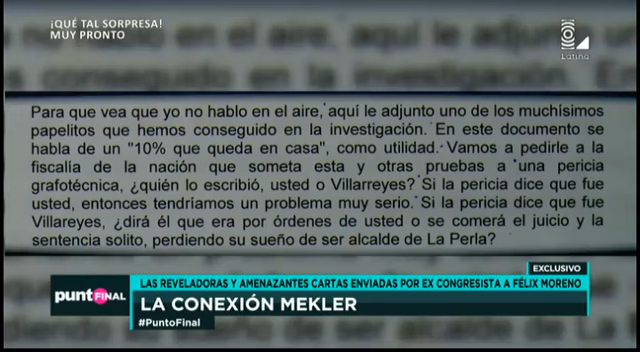 ¡QUÉ TAL SORPRESA!
MUY PRONTO
Latina
Para que vea que yo no hablo en el aire, aquí le adjunto uno de los muchísimos
papelitos que hemos conseguido en la investigación. En este documento se
habla de un "10% que queda en casa", como utilidad. Vamos a pedirle a la
fiscalía de la nación que someta esta y otras pruebas a una pericia
grafotécnica, ¿quién lo escribió, usted o Villarreyes? Si la pericia dice que fue
usted, entonces tendríamos un problema muy serio. Si la pericia dice que fue
Villareyes, ¿dirá él que era por órdenes de usted o se comerá el juicio y la
sentencia solito, perdiendo su sueño de ser alcalde de La Perla?
EXCLUSIVO
LAS REVELADORAS Y AMENAZANTES CARTAS ENVIADAS POR EX CONGRESISTA A FÉLIX MORENO
punto FINAL
LA CONEXIÓN MEKLER
#PuntoFinal